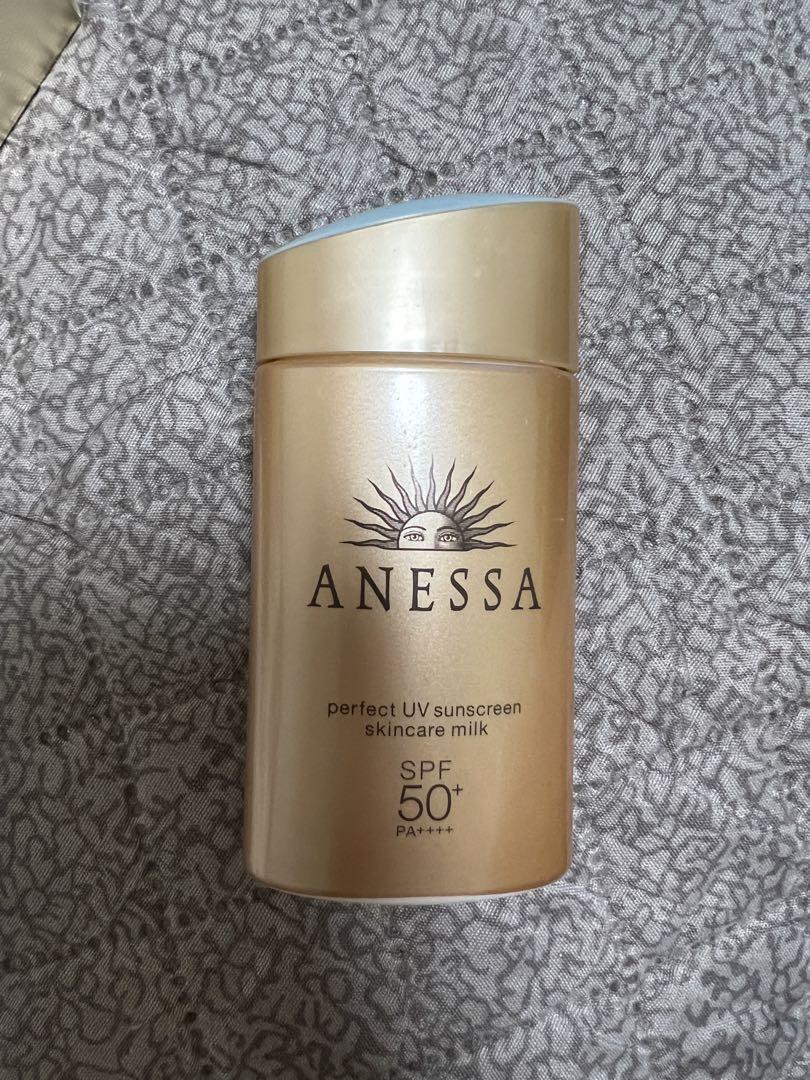 ANESSA
perfect UV sunscreen
skincare milk
SPF
50+
PA++++